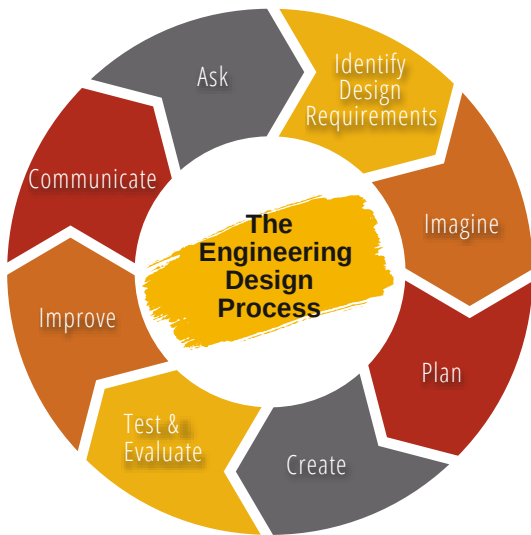 The
Engineering
Design
Process
Ask
Identify
Design
Requirements
Imagine
Plan
Create
Test &
Evaluate
Improve
Communicate